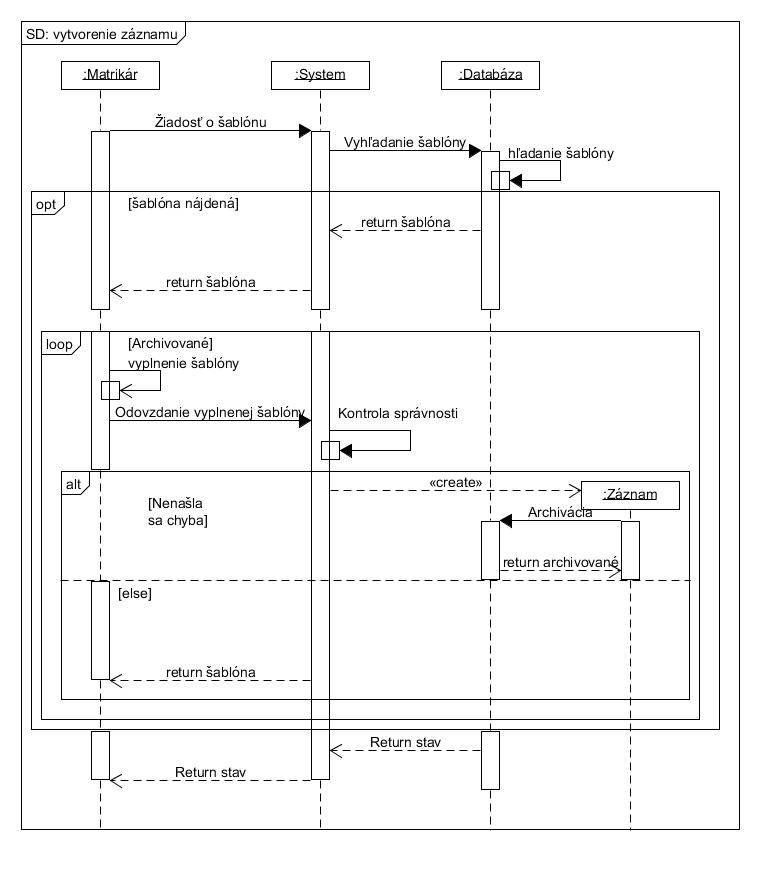 SD: vytvorenie záznamu
:Matrikár
:System
:Databáza
Žiadosť o šablónu
Vyhľadanie šablóny
hľadanie šablóny
opt
[šablóna nájdená]
return šablóna
return šablóna
loop
[Archivované]
vyplnenie šablóny
Odovzdanie vyplnenej šablóny
Kontrola správnosti
alt
«create»
:Záznam
[Nenašla
sa chyba]
Archivácia
return archivované
[else]
return šablóna
Return stav
Return stav